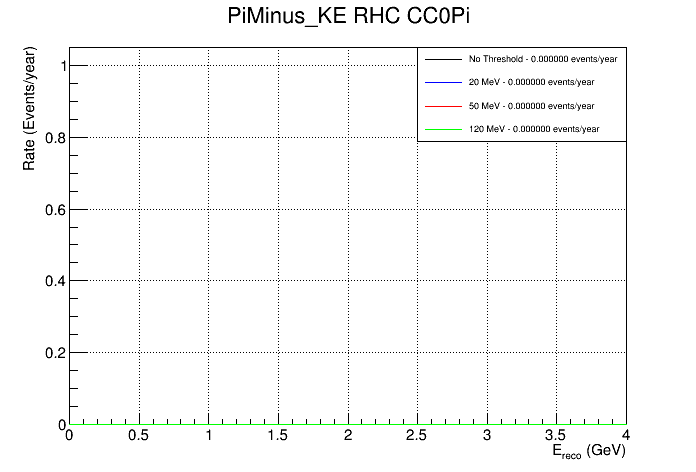 PiMinus_KE RHC CC0Pi
Rate (Events/year)
No Threshold - 0.000000 events/year
20 MeV - 0.000000 events/year
50 MeV - 0.000000 events/year
120 MeV - 0.000000 events/year
1
0.8
0.6
0.4
0.2
0
0 0.5 1 1.5 2 2.5 3 3.5 4
E_reco (GeV)